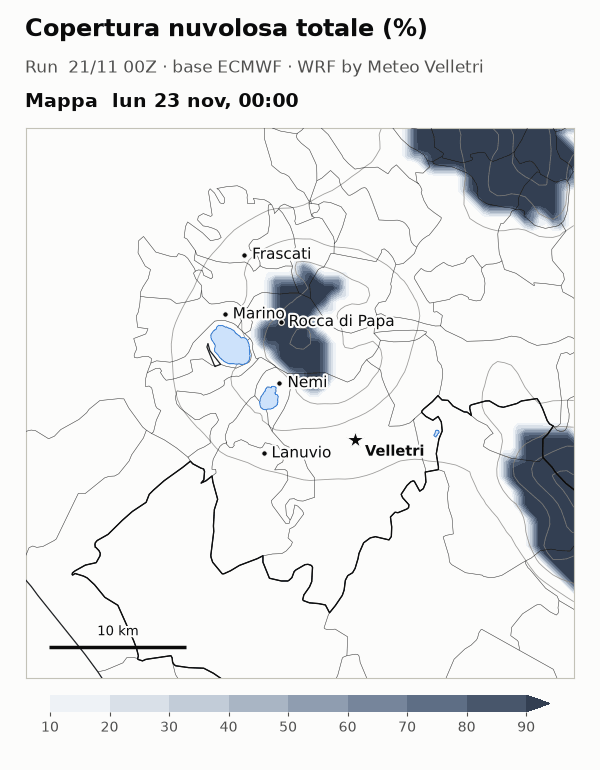 Copertura nuvolosa totale (%)
Run  21/11 00Z · base ECMWF · WRF by Meteo Velletri
Mappa  lun 23 nov, 00:00
Frascati
Marino
Rocca di Papa
Nemi
Velletri
Lanuvio
10 km
10 20 30 40 50 60 70 80 90